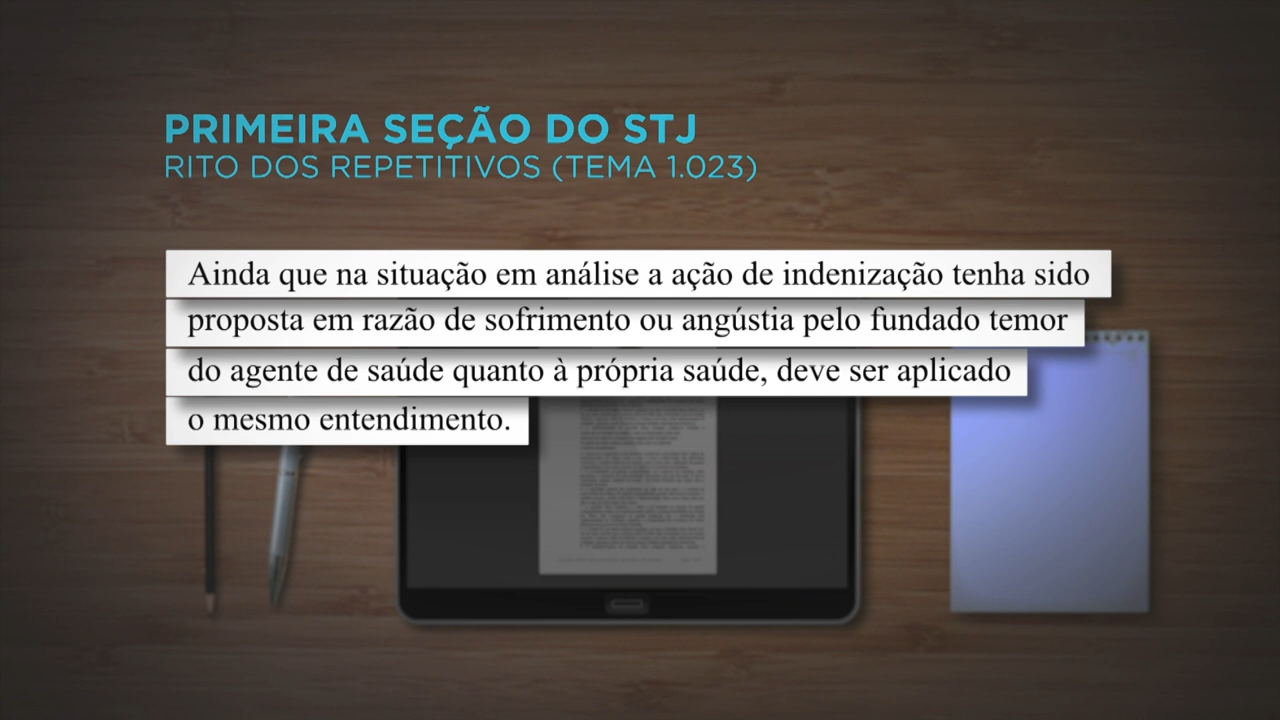 PRIMEIRA SEÇÃO DO STJ
RITO DOS REPETITIVOS (TEMA 1.023)
Ainda que na situação em análise a ação de indenização tenha sido
proposta em razão de sofrimento ou angústia pelo fundado temor
do agente de saúde quanto à própria saúde, deve ser aplicado
o mesmo entendimento.